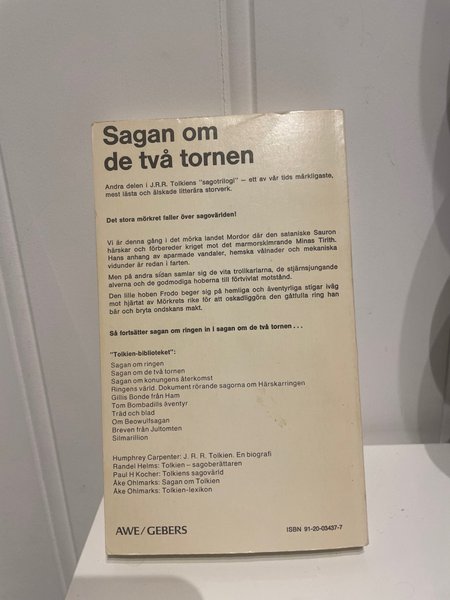 Sagan om
de två tornen
Andra delen i J.R.R. Tolkiens "sagotrilogi" – ett av vår tids märkligaste,
mest lästa och älskade litterära storverk.
Det stora mörkret faller över sagovärlden!
Vi är denna gång i det mörka landet Mordor där den sataniske Sauron
härskar och förbereder kriget mot det marmorskimrande Minas Tirith.
Hans anhang av apmarade vandaler, hemska vålnader och mekaniska
vidunder är redan i farten.
Men på andra sidan samlar sig de vita trollkarlarna, de stjärnsjungande
alverna och de godmodiga hoberna till förtvivlat motstånd.
Den lille hoben Frodo beger sig på hemliga och äventyrliga stigar iväg
mot hjärtat av Mörkrets rike för att oskadliggöra den gåtfulla ring han
bär och bryta ondskans makt.
Så fortsätter sagan om ringen in i sagan om de två tornen . . .
"Tolkien-biblioteket":
Sagan om ringen
Sagan om de två tornen
Sagan om konungens återkomst
Ringens värld. Dokument rörande sagorna om Härskarringen
Gillis Bonde från Ham
Tom Bombadills äventyr
Träd och blad
Om Beowulfsagan
Breven från Jultomten
Silmarillion
Humphrey Carpenter: J. R. R. Tolkien. En biografi
Randel Helms: Tolkien – sagoberättaren
Paul H Kocher: Tolkiens sagovärld
Åke Ohlmarks: Sagan om Tolkien
Åke Ohlmarks: Tolkien-lexikon
AWE/GEBERS
ISBN 91-20-03437-7